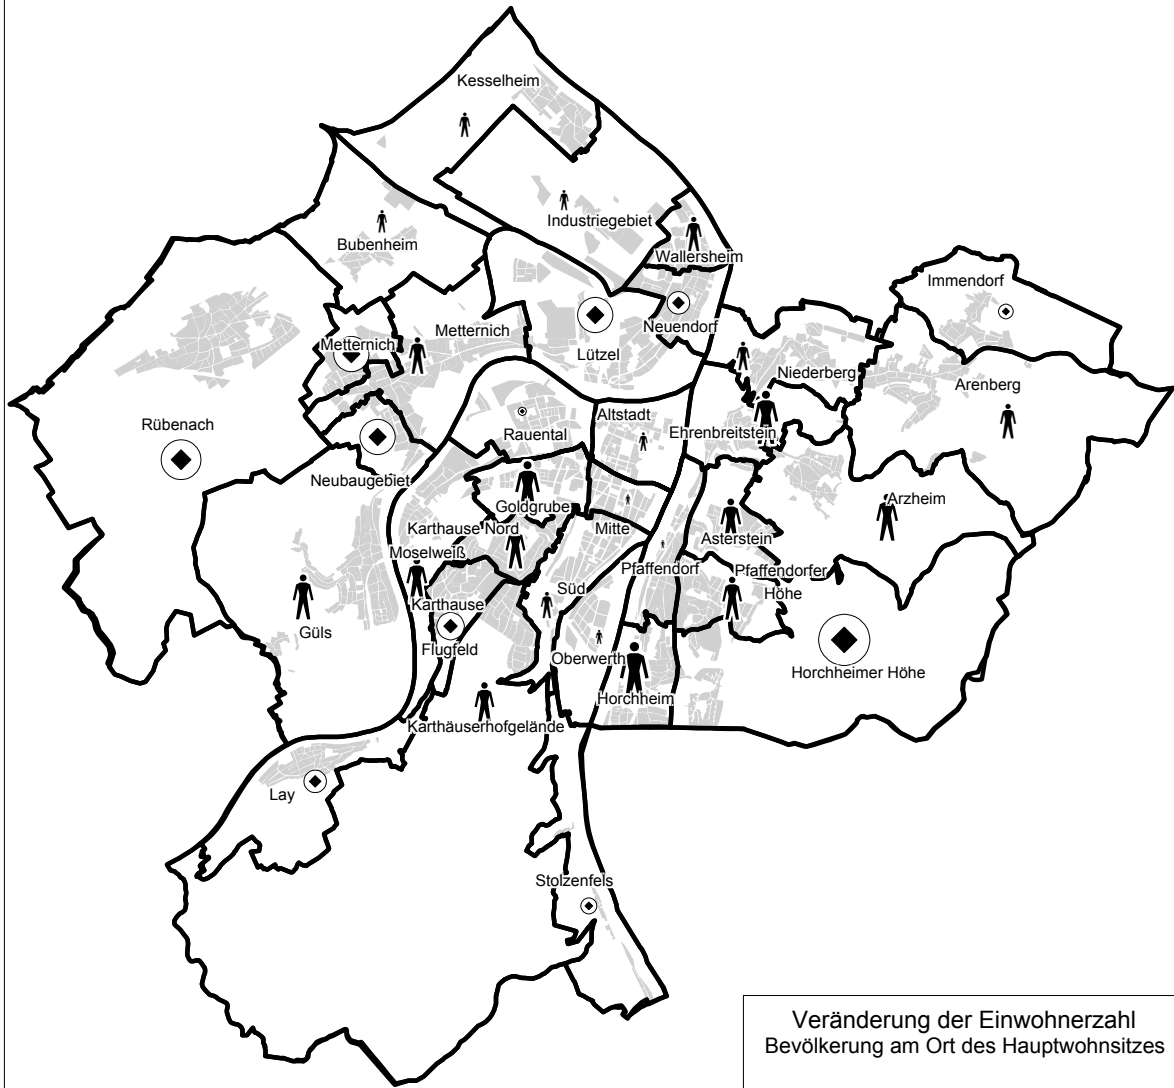 Kesselheim
Industriegebiet
Bubenheim
Wallersheim
Immendorf
Metternich
Metternich
Neuendorf
Lützel
Niederberg
Arenberg
Rübenach
Altstadt
Rauental
Ehrenbreitstein
Neubaugebiet
Goldgrube
Arzheim
Karthause Nord
Mitte
Asterstein
Moselweiß
Pfaffendorf
Pfaffendorfer
Höhe
Süd
Karthause
Güls
Flugfeld
Oberwerth
Horchheimer Höhe
Horchheim
Karthäuserhofgelände
Lay
Stolzenfels
Veränderung der Einwohnerzahl
Bevölkerung am Ort des Hauptwohnsitzes